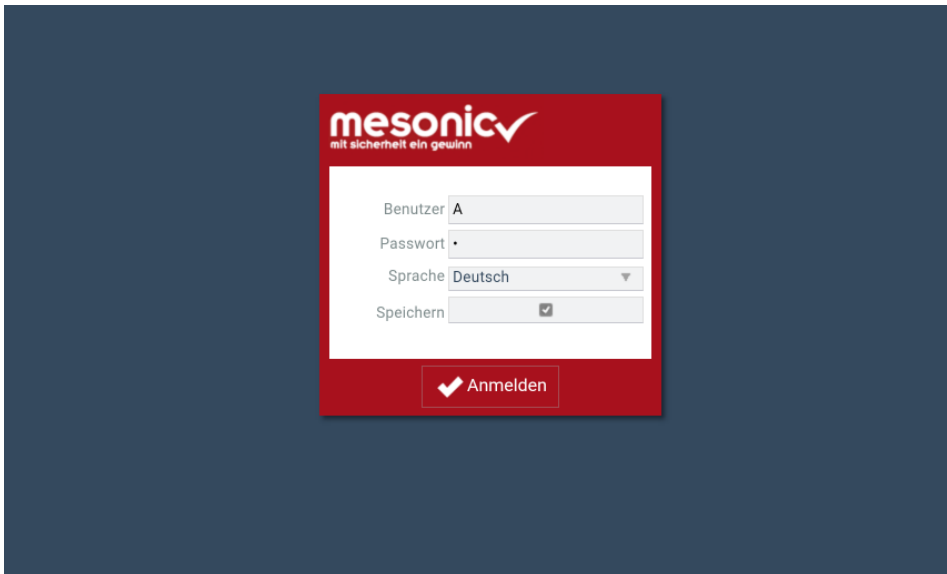 mesonic
mit sicherheit ein gewinn
Benutzer A
Passwort •
Sprache Deutsch
Speichern
Anmelden